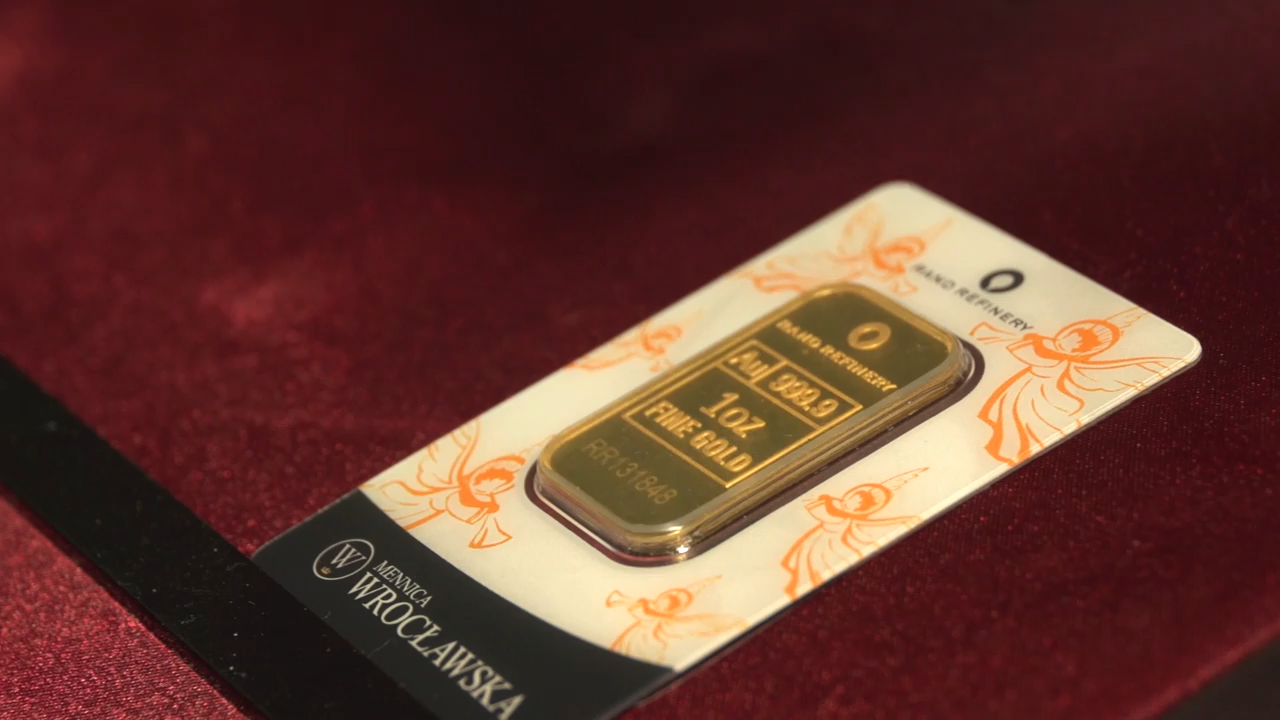 RAND REFINERY
RAND REFINERY
Au 999.9
1OZ
FINE GOLD
RR131848
W
MENNICA
WROCŁAWSKA